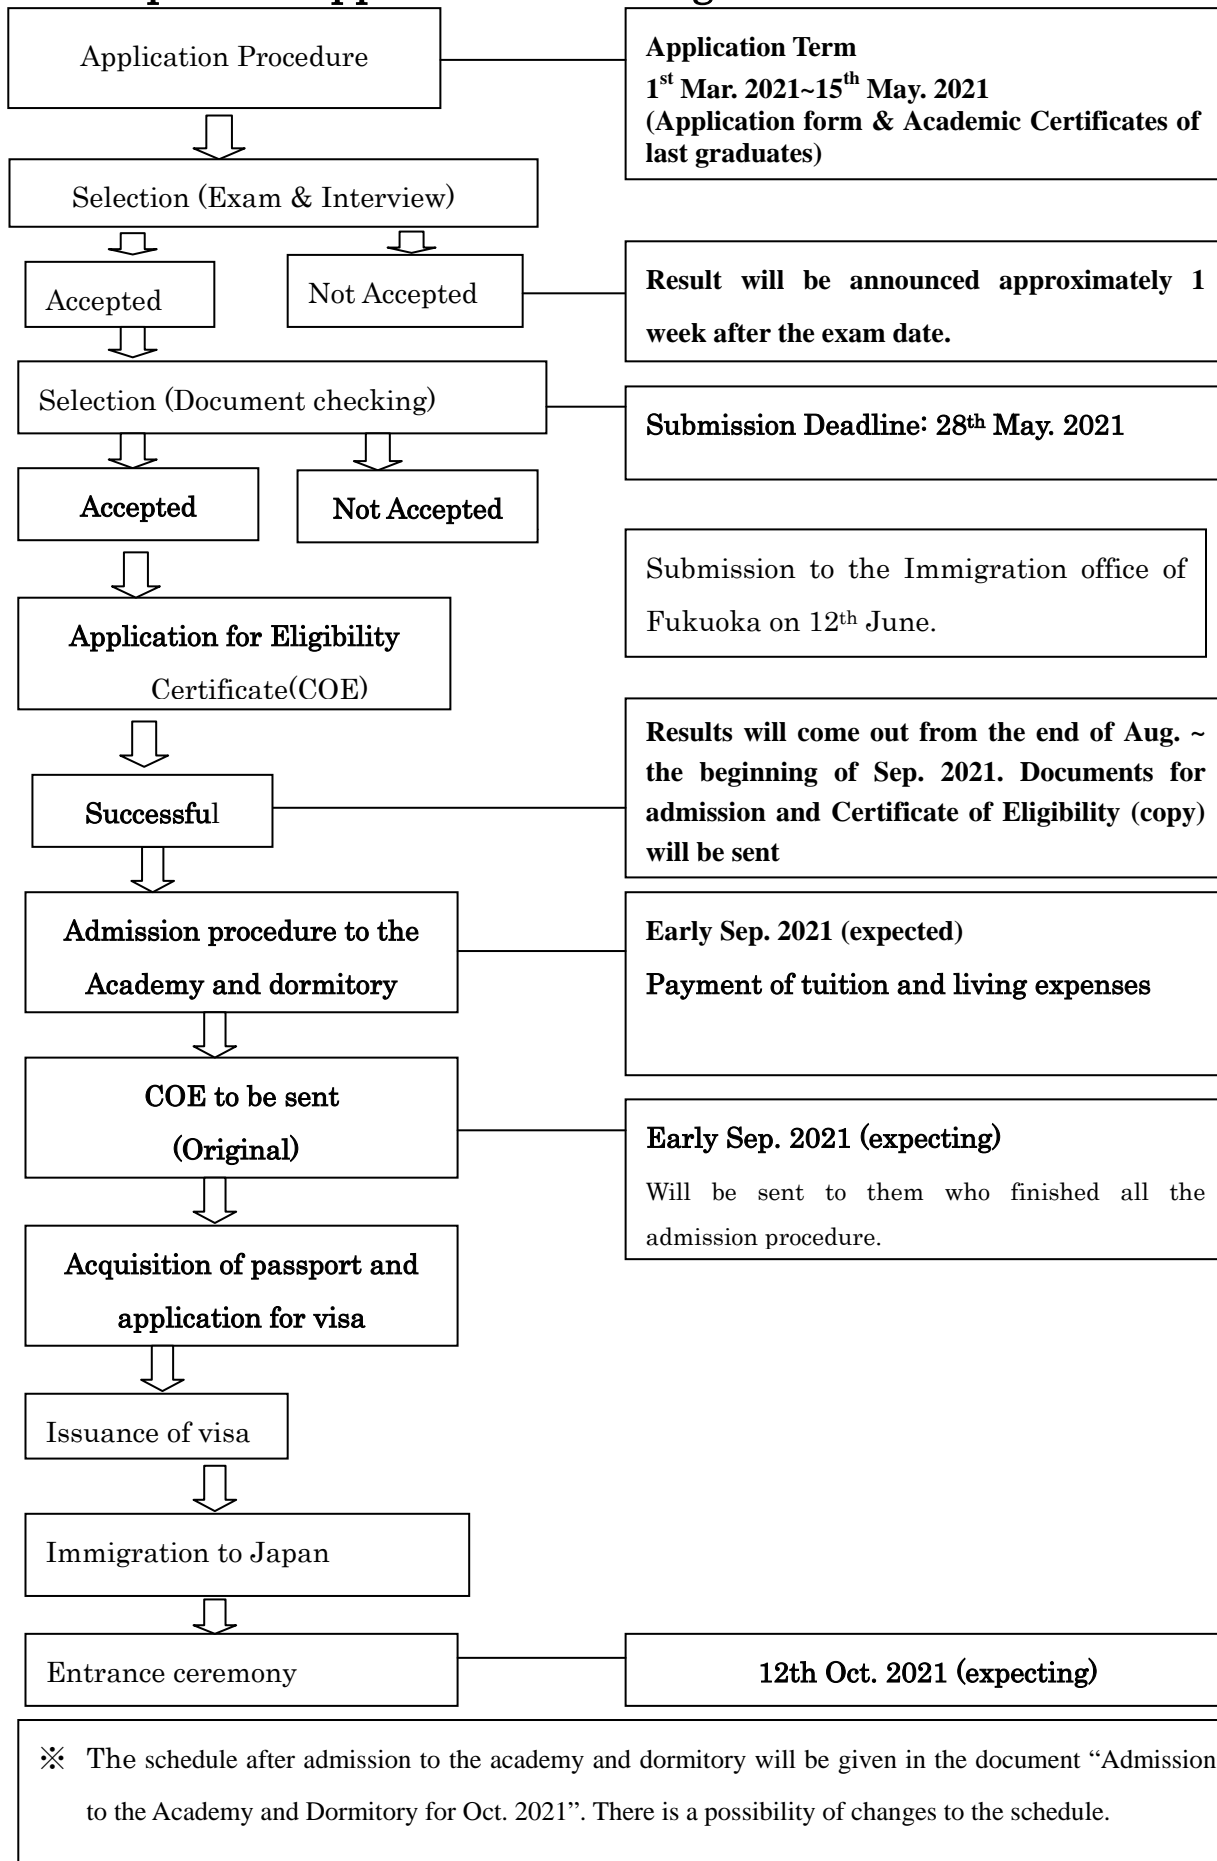 Application Procedure
Application Term
1st Mar. 2021~15th May. 2021
(Application form & Academic Certificates of
last graduates)
Selection (Exam & Interview)
Accepted
Not Accepted
Result will be announced approximately 1
week after the exam date.
Selection (Document checking)
Submission Deadline: 28th May. 2021
Accepted
Not Accepted
Submission to the Immigration office of
Fukuoka on 12th June.
Application for Eligibility
Certificate(COE)
Results will come out from the end of Aug. ~
the beginning of Sep. 2021. Documents for
admission and Certificate of Eligibility (copy)
will be sent
Successful
Admission procedure to the
Academy and dormitory
Early Sep. 2021 (expected)
Payment of tuition and living expenses
COE to be sent
(Original)
Early Sep. 2021 (expecting)
Will be sent to them who finished all the
admission procedure.
Acquisition of passport and
application for visa
Issuance of visa
Immigration to Japan
Entrance ceremony
12th Oct. 2021 (expecting)
※ The schedule after admission to the academy and dormitory will be given in the document “Admission
to the Academy and Dormitory for Oct. 2021”. There is a possibility of changes to the schedule.